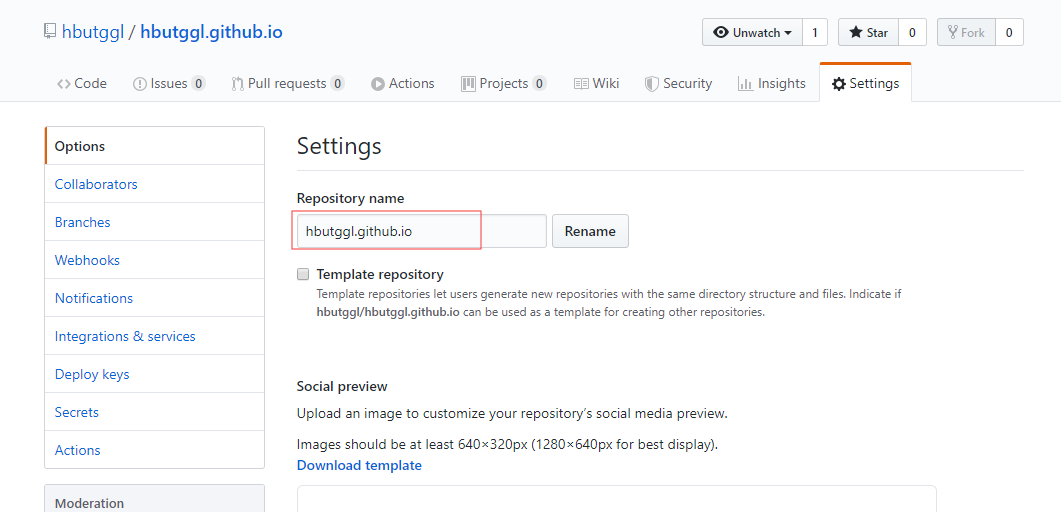 hbutggl / hbutggl.github.io
Unwatch 1 Star 0 Fork 0
Code Issues 0 Pull requests 0 Actions Projects 0 Wiki Security Insights Settings
Options
Collaborators
Branches
Webhooks
Notifications
Integrations & services
Deploy keys
Secrets
Actions
Moderation
Settings
Repository name
hbutggl.github.io Rename
Template repository
Template repositories let users generate new repositories with the same directory structure and files. Indicate if
hbutggl/hbutggl.github.io can be used as a template for creating other repositories.
Social preview
Upload an image to customize your repository’s social media preview.
Images should be at least 640×320px (1280×640px for best display).
Download template